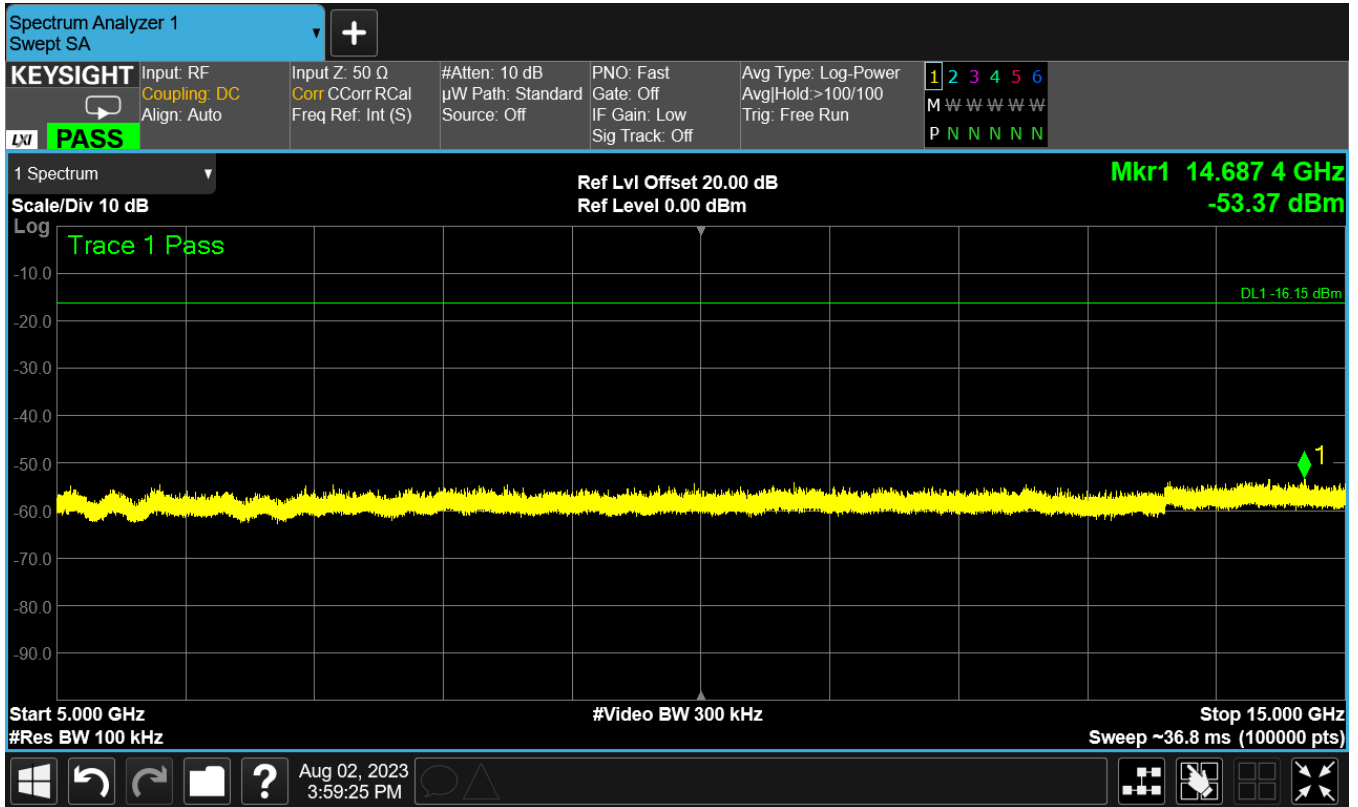 Spectrum Analyzer 1
Swept SA
KEYSIGHT
LXI PASS
Input: RF
Coupling: DC
Align: Auto
Input Z: 50 Ω
Corr CCorr RCal
Freq Ref: Int (S)
#Atten: 10 dB
µW Path: Standard
Source: Off
PNO: Fast
Gate: Off
IF Gain: Low
Sig Track: Off
Avg Type: Log-Power
Avg|Hold:>100/100
Trig: Free Run
1 2 3 4 5 6
M W W W W W
P N N N N N
1 Spectrum
Scale/Div 10 dB
Ref Lvl Offset 20.00 dB
Ref Level 0.00 dBm
Mkr1 14.687 4 GHz
-53.37 dBm
Log
Trace 1 Pass
-10.0
DL1 -16.15 dBm
-20.0
-30.0
-40.0
1
-50.0
-60.0
-70.0
-80.0
-90.0
Start 5.000 GHz
#Res BW 100 kHz
#Video BW 300 kHz
Stop 15.000 GHz
Sweep ~36.8 ms (100000 pts)
?
Aug 02, 2023
3:59:25 PM